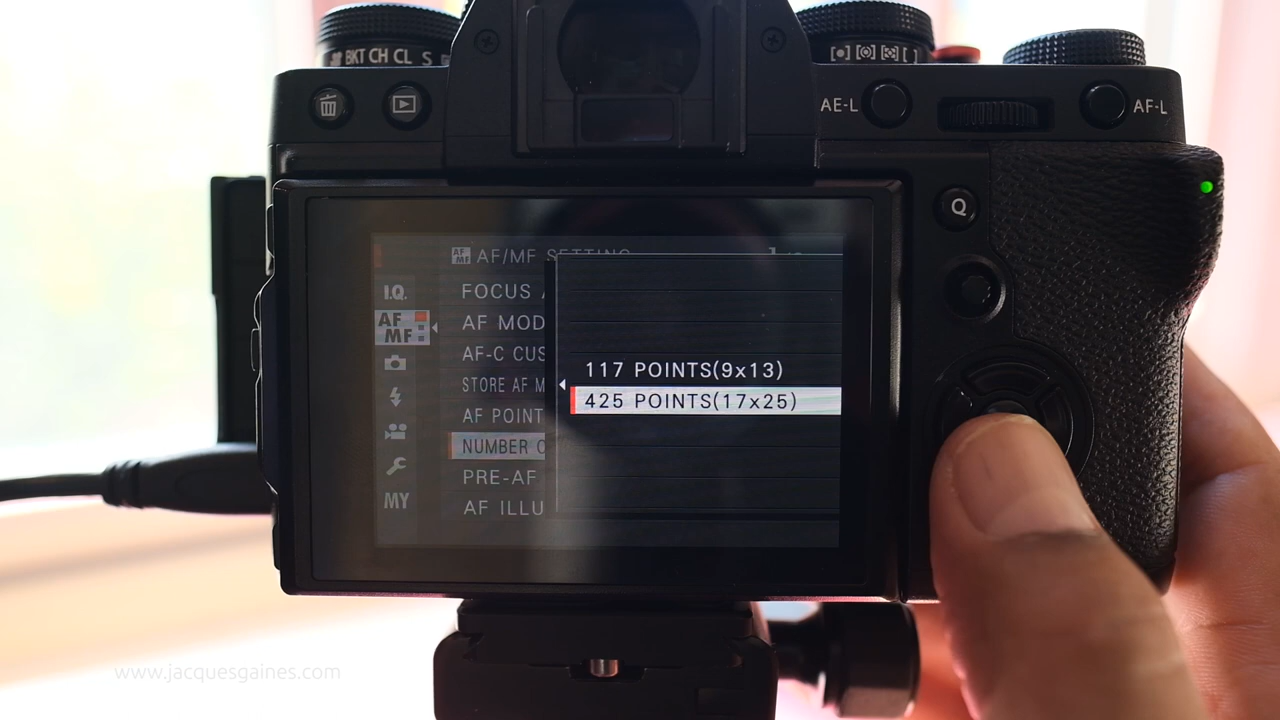 BKT CH CL S
AE-L
AF-L
Q
AF/MF SETTING
I.Q.
FOCUS
AF MOD
AF MF
AF-C CUS
STORE AF M
AF POINT
NUMBER O
PRE-AF
AF ILLU
MY
117 POINTS(9x13)
425 POINTS(17x25)
www.jacquesgaines.com